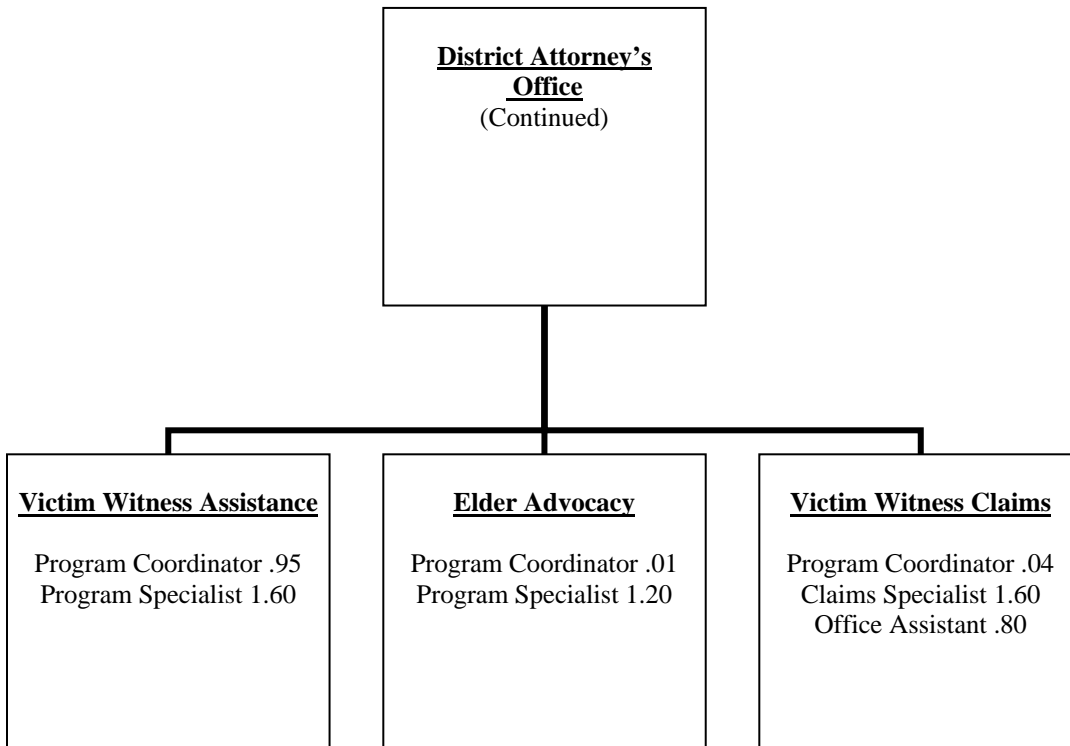 District Attorney’s
Office
(Continued)
Victim Witness Assistance
Program Coordinator .95
Program Specialist 1.60
Elder Advocacy
Program Coordinator .01
Program Specialist 1.20
Victim Witness Claims
Program Coordinator .04
Claims Specialist 1.60
Office Assistant .80